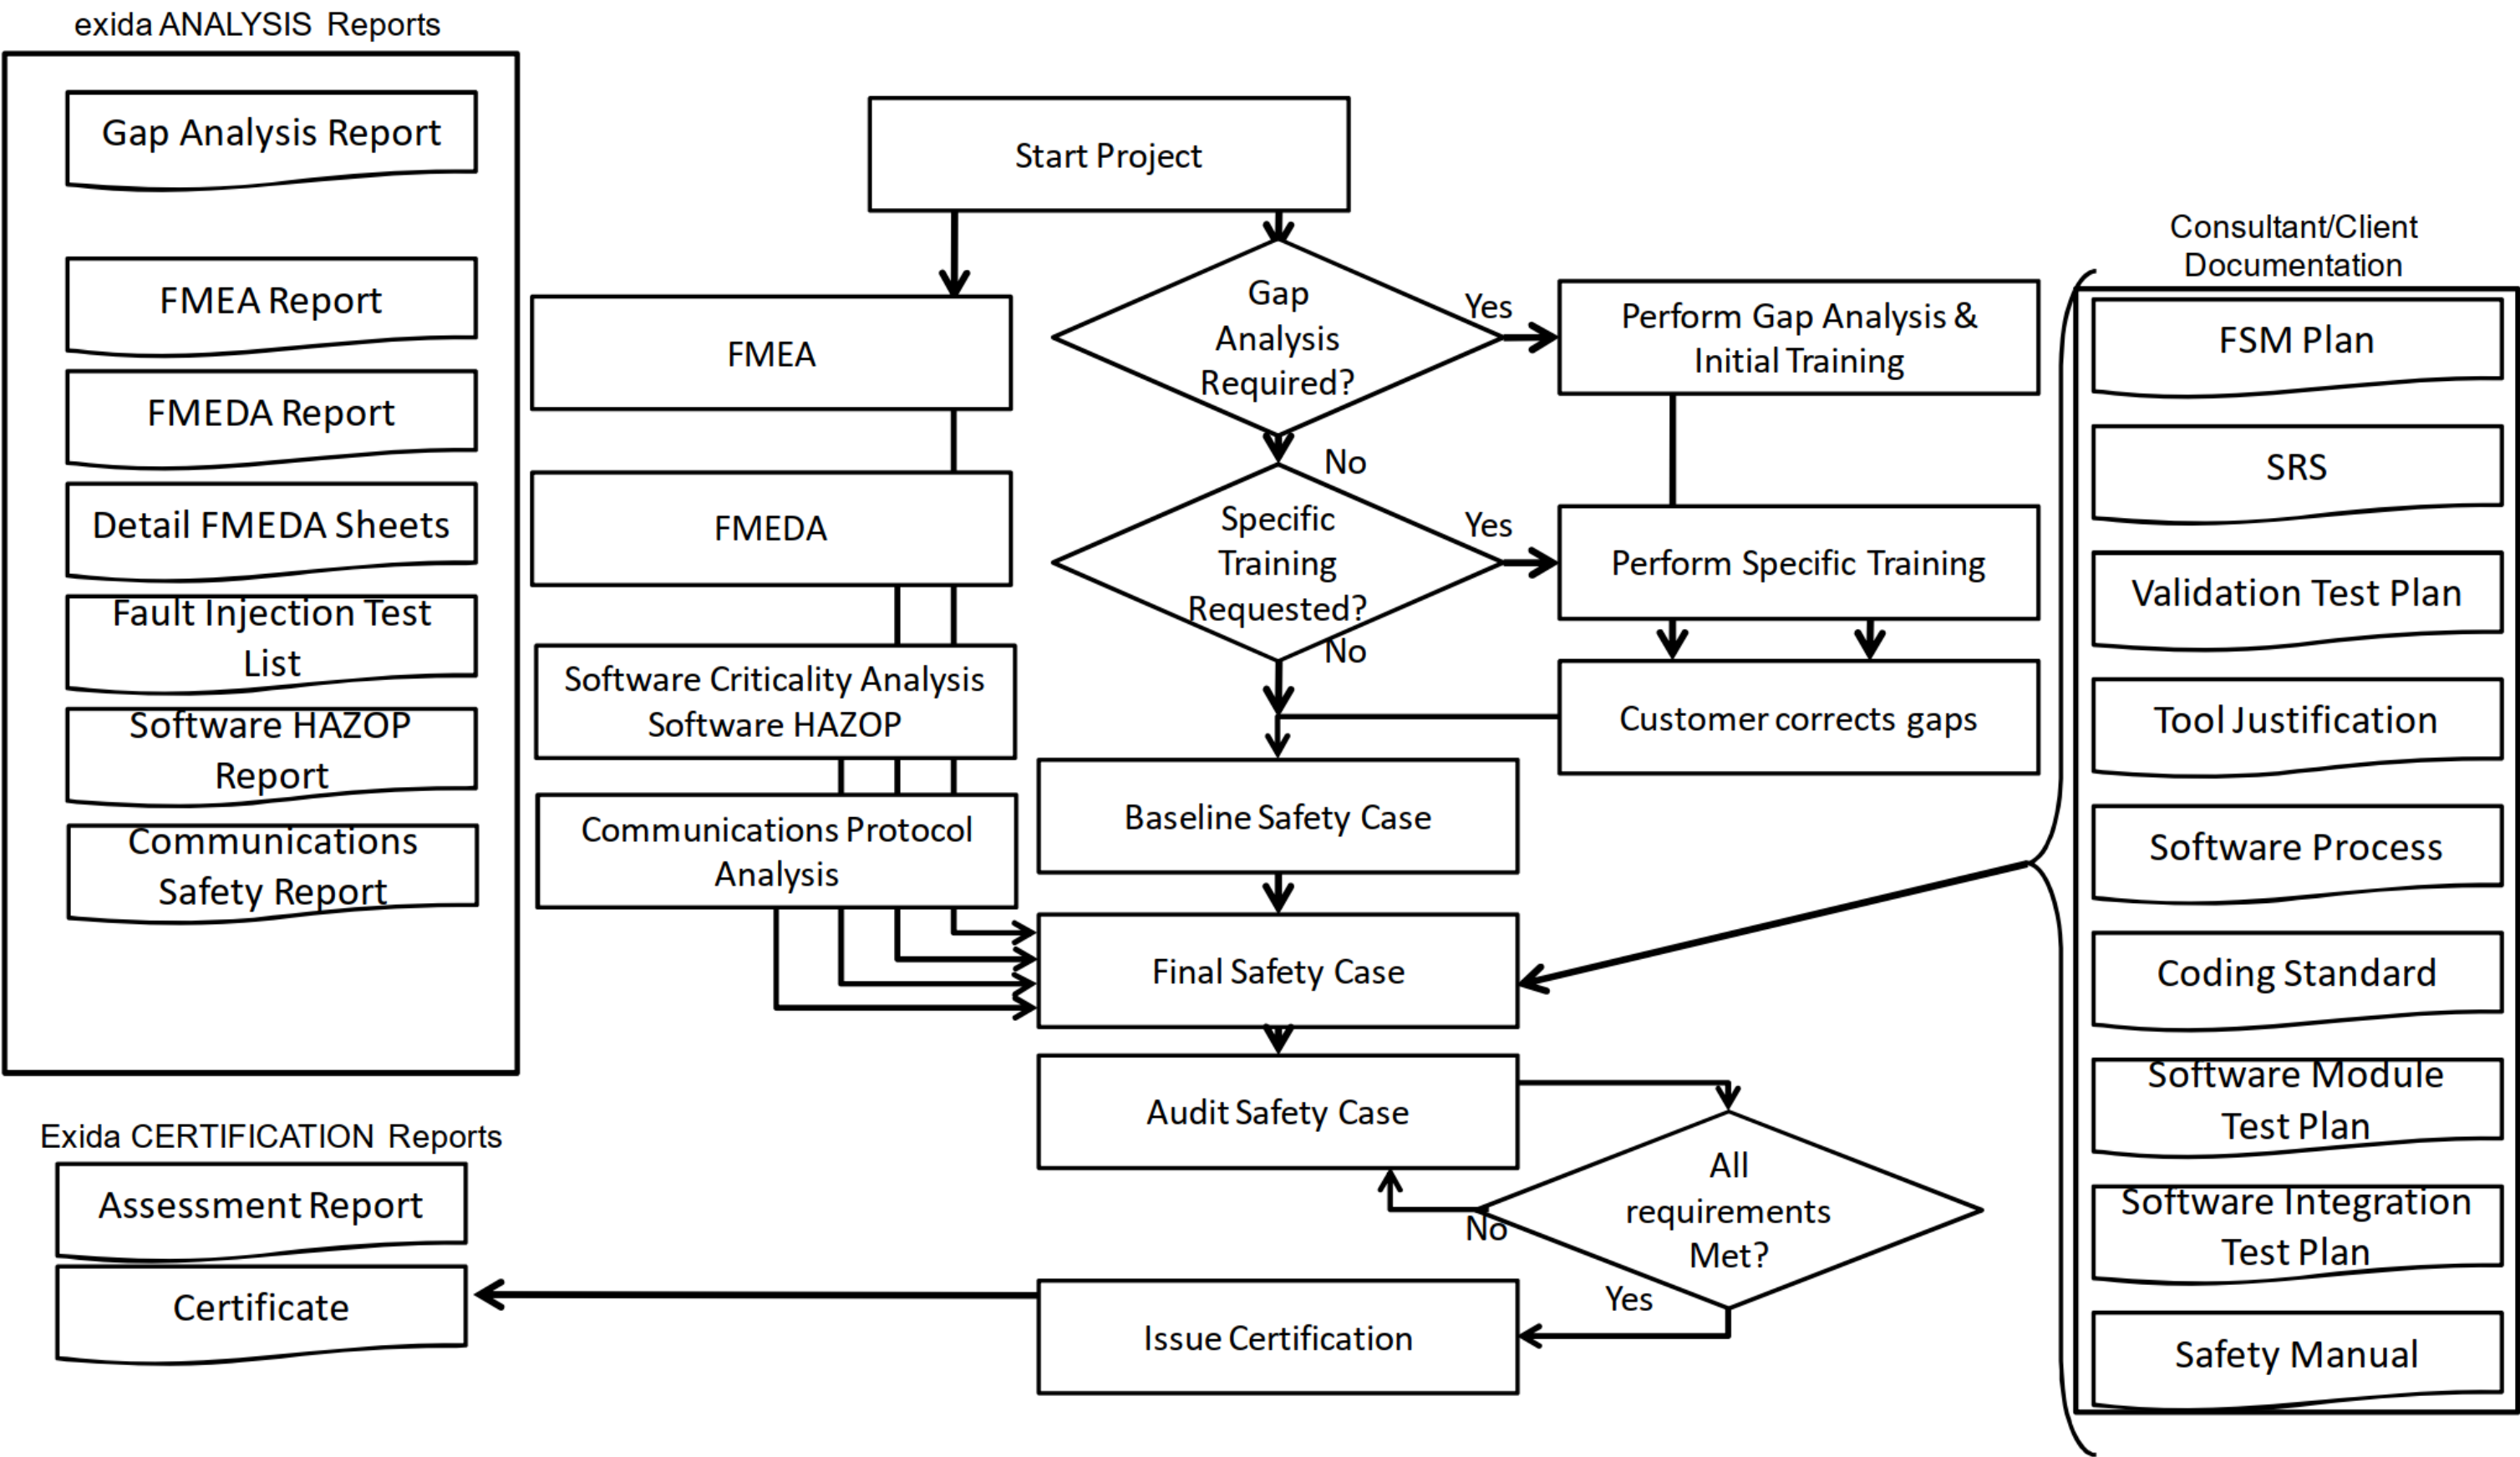 exida ANALYSIS Reports
Gap Analysis Report
FMEA Report
FMEDA Report
Detail FMEDA Sheets
Fault Injection Test
List
Software HAZOP
Report
Communications
Safety Report
Exida CERTIFICATION Reports
Assessment Report
Certificate
Start Project
FMEA
FMEDA
Software Criticality Analysis
Software HAZOP
Communications Protocol
Analysis
Gap
Analysis
Required?
Yes
No
Perform Gap Analysis &
Initial Training
Specific
Training
Requested?
Yes
No
Perform Specific Training
Customer corrects gaps
Baseline Safety Case
Final Safety Case
Audit Safety Case
All
requirements
Met?
No
Yes
Issue Certification
Consultant/Client
Documentation
FSM Plan
SRS
Validation Test Plan
Tool Justification
Software Process
Coding Standard
Software Module
Test Plan
Software Integration
Test Plan
Safety Manual